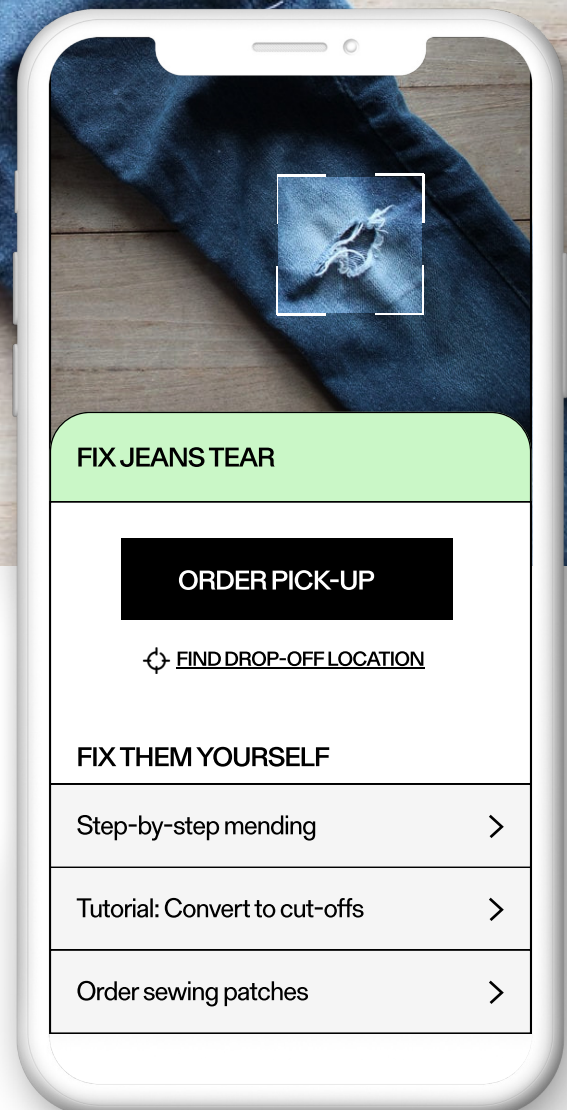 FIX JEANS TEAR
ORDER PICK-UP
FIND DROP-OFF LOCATION
FIX THEM YOURSELF
Step-by-step mending
Tutorial: Convert to cut-offs
Order sewing patches